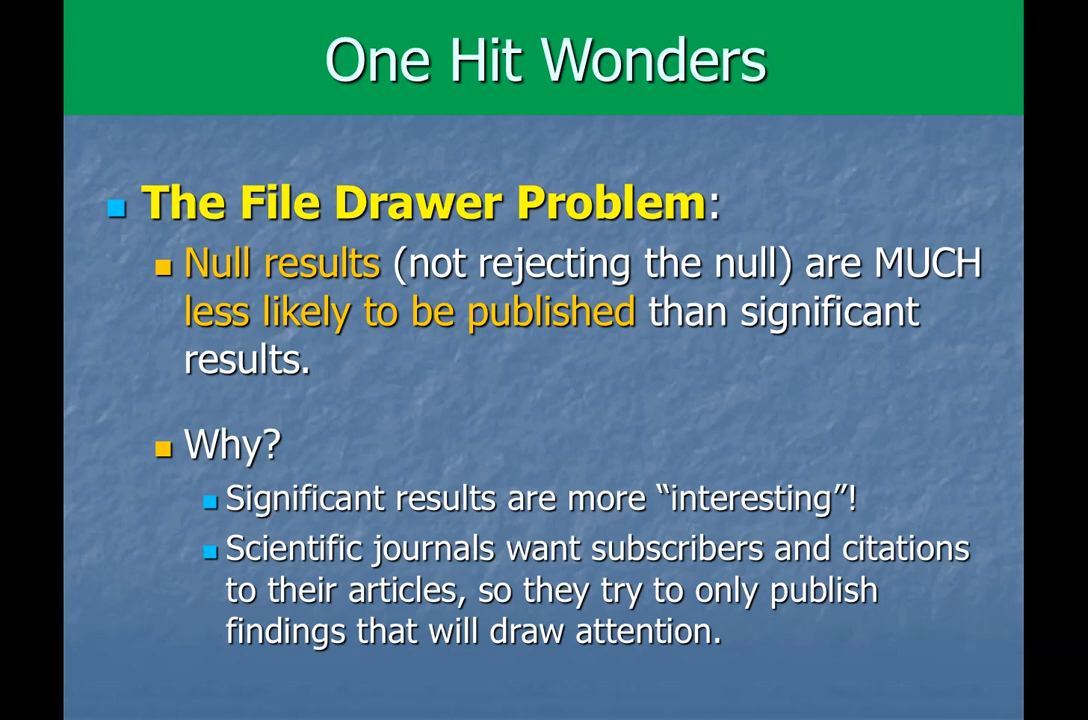 One Hit Wonders
The File Drawer Problem:
Null results (not rejecting the null) are MUCH
less likely to be published than significant
results.
Why?
Significant results are more “interesting”!
Scientific journals want subscribers and citations
to their articles, so they try to only publish
findings that will draw attention.